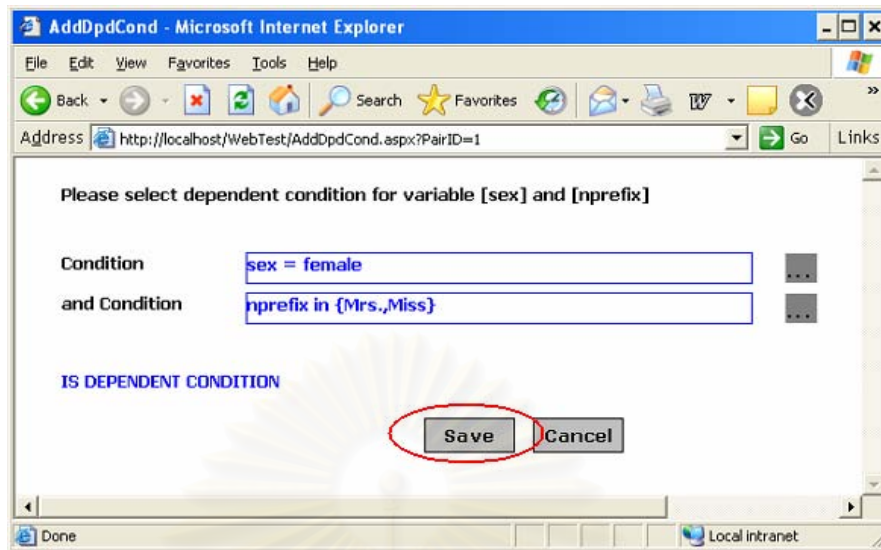 AddDpdCond - Microsoft Internet Explorer
File Edit View Favorites Tools Help
Back Search Favorites
Address http://localhost/WebTest/AddDpdCond.aspx?PairID=1 Go Links
Please select dependent condition for variable [sex] and [nprefix]
Condition sex = female ...
and Condition nprefix in {Mrs.,Miss} ...
IS DEPENDENT CONDITION
Save Cancel
Done Local intranet